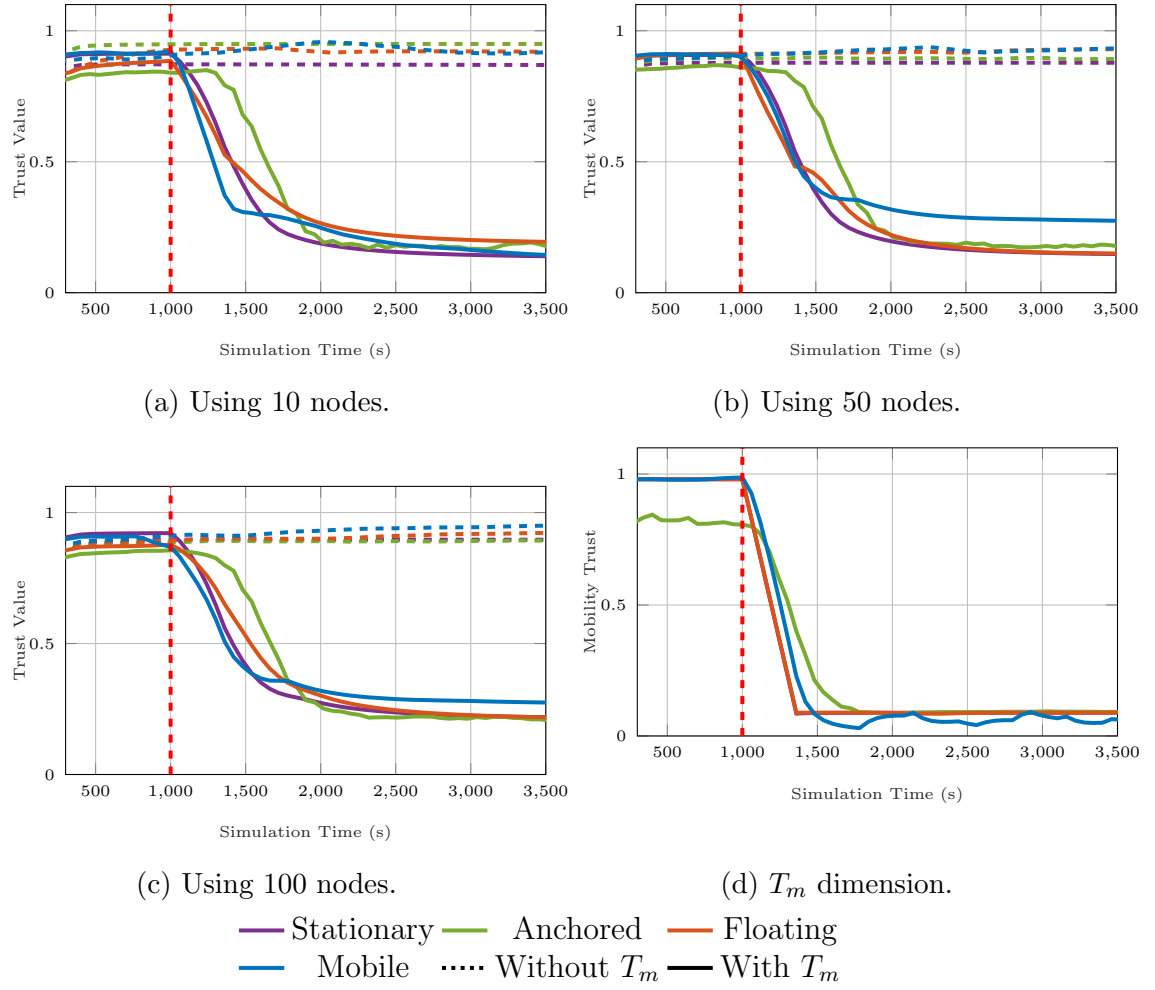 1
0.5
0
Trust Value
500 1,000 1,500 2,000 2,500 3,000 3,500
Simulation Time (s)
(a) Using 10 nodes.
1
0.5
0
Trust Value
500 1,000 1,500 2,000 2,500 3,000 3,500
Simulation Time (s)
(b) Using 50 nodes.
1
0.5
0
Trust Value
500 1,000 1,500 2,000 2,500 3,000 3,500
Simulation Time (s)
(c) Using 100 nodes.
1
0.5
0
Mobility Trust
500 1,000 1,500 2,000 2,500 3,000 3,500
Simulation Time (s)
(d) T_m dimension.
Stationary Anchored Floating
Mobile Without T_m With T_m